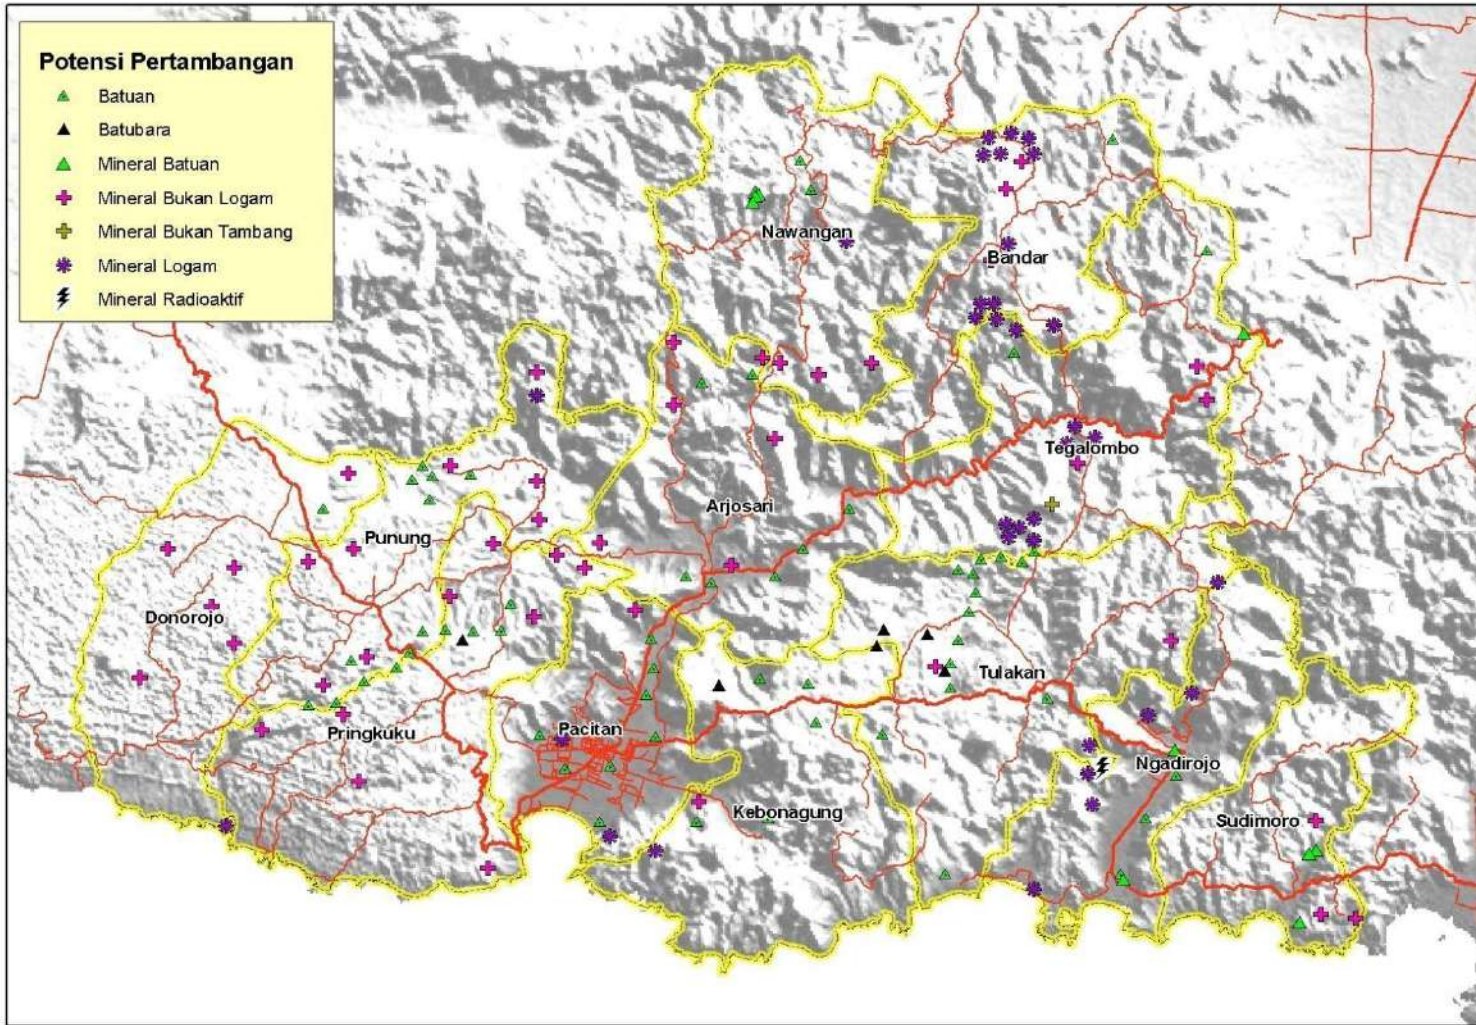 Potensi Pertambangan
Batuan
Batubara
Mineral Batuan
Mineral Bukan Logam
Mineral Bukan Tambang
Mineral Logam
Mineral Radioaktif
Nawangan
Bandar
Tegalombo
Arjosari
Punung
Donorojo
Tulakan
Pringkuku
Pacitan
Ngadirojo
Kebonagung
Sudimoro